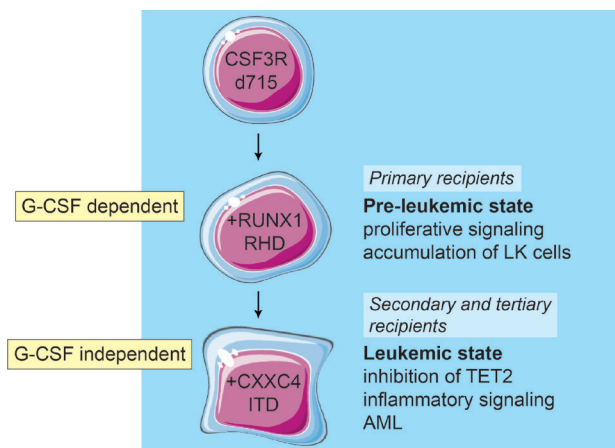 CSF3R
d715
G-CSF dependent
+RUNX1
RHD
Primary recipients
Pre-leukemic state
proliferative signaling
accumulation of LK cells
G-CSF independent
+CXXC4
ITD
Secondary and tertiary
recipients
Leukemic state
inhibition of TET2
inflammatory signaling
AML